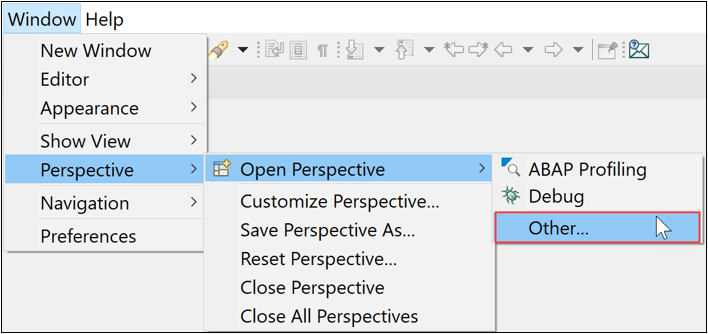 Window Help
New Window
Editor
Appearance
Show View
Perspective
Navigation
Preferences
Open Perspective
Customize Perspective...
Save Perspective As...
Reset Perspective...
Close Perspective
Close All Perspectives
ABAP Profiling
Debug
Other...